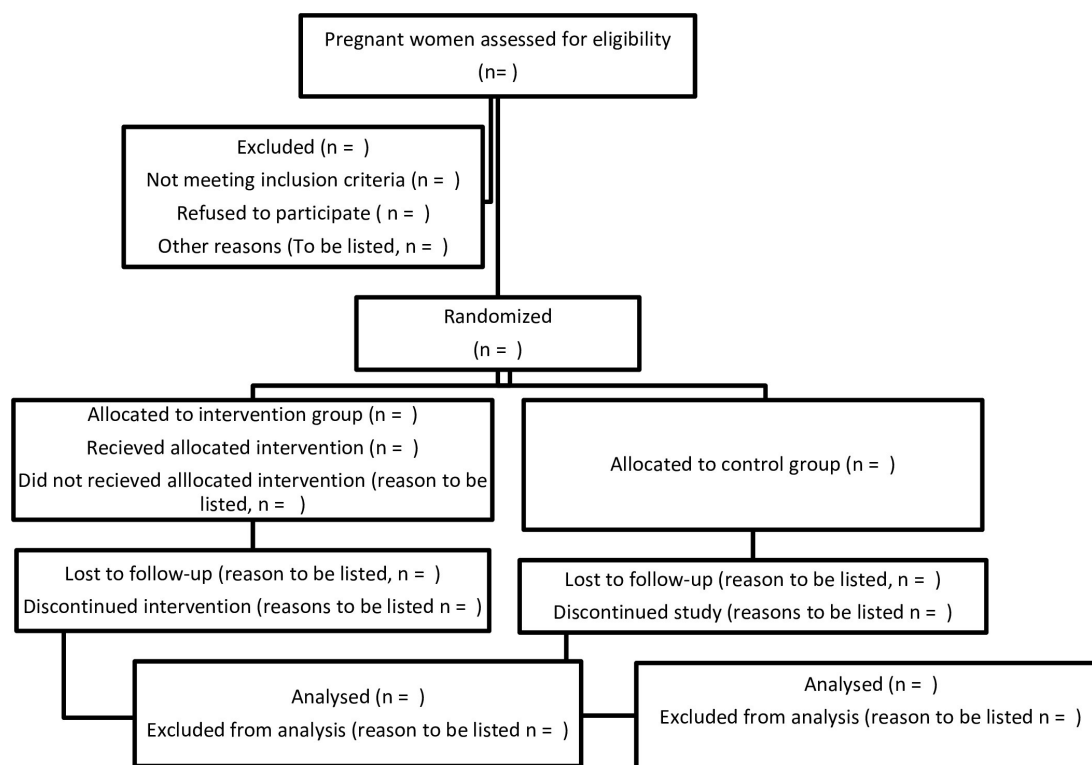 Pregnant women assessed for eligibility
(n= )
Excluded (n =  )
Not meeting inclusion criteria (n =  )
Refused to participate ( n =  )
Other reasons (To be listed, n =  )
Randomized
(n =  )
Allocated to intervention group (n =  )
Recieved allocated intervention (n =  )
Did not recieved alllocated intervention (reason to be
listed, n =   )
Allocated to control group (n =  )
Lost to follow-up (reason to be listed, n =  )
Discontinued intervention (reasons to be listed n =  )
Lost to follow-up (reason to be listed, n =  )
Discontinued study (reasons to be listed n =  )
Analysed (n =  )
Excluded from analysis (reason to be listed n =  )
Analysed (n =  )
Excluded from analysis (reason to be listed n =  )